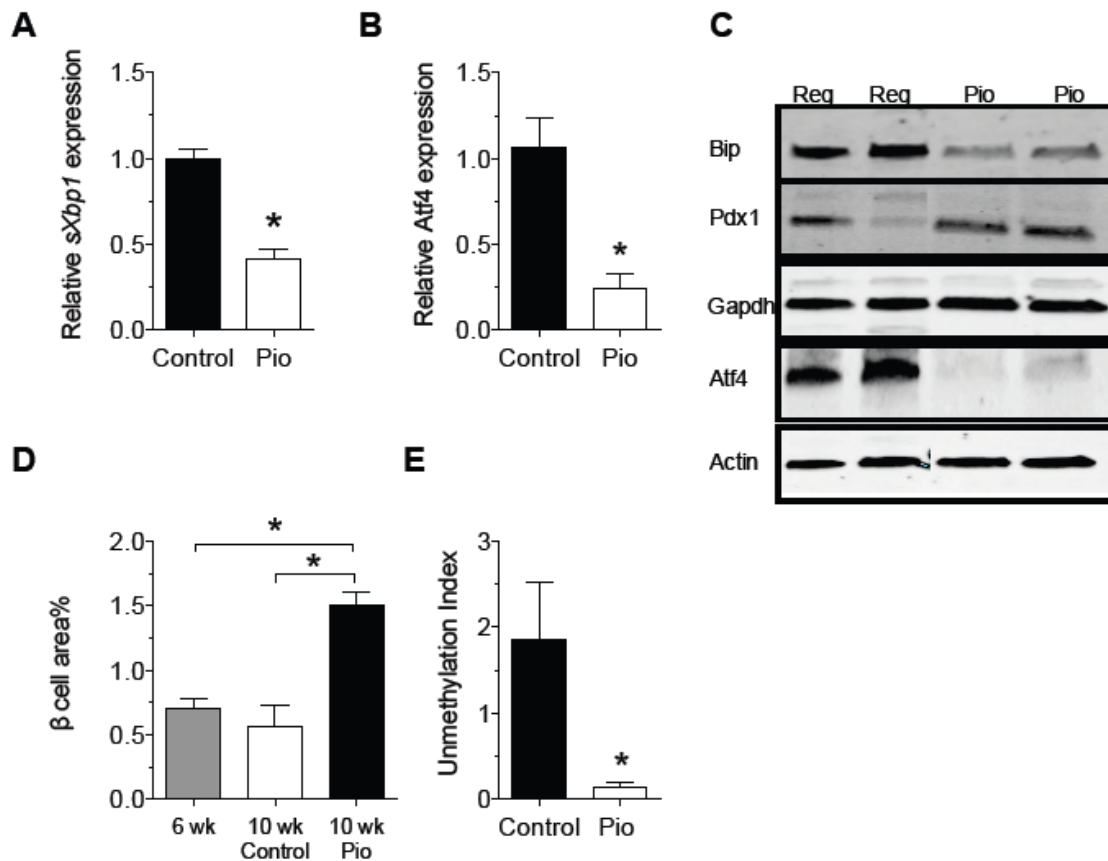 A
Relative sXbp1 expression
1.5
1.0
0.5
0.0
*
Control Pio
B
Relative Atf4 expression
1.5
1.0
0.5
0.0
*
Control Pio
C
Reg Reg Pio Pio
Bip
Pdx1
Gapdh
Atf4
Actin
D
β cell area%
2.0
1.5
1.0
0.5
0.0
*
*
6 wk 10 wk 10 wk
Control Pio
E
Unmethylation Index
3
2
1
0
*
Control Pio